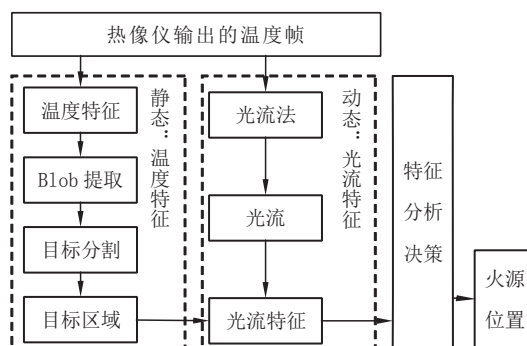 热像仪输出的温度帧
温度特征
Blob 提取
目标分割
目标区域
静态：温度特征
光流法
光流
光流特征
动态：光流特征
特征
分析
决策
火源
位置